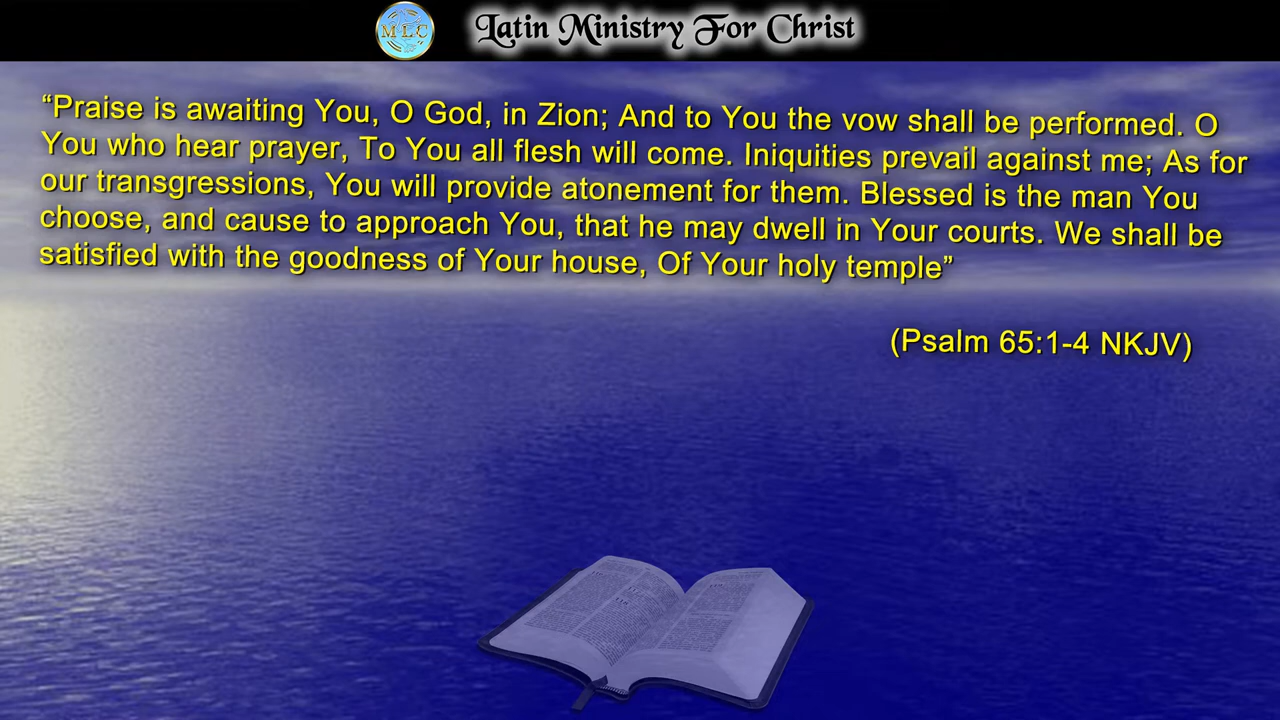 MLC
Latin Ministry For Christ
“Praise is awaiting You, O God, in Zion; And to You the vow shall be performed. O
You who hear prayer, To You all flesh will come. Iniquities prevail against me; As for
our transgressions, You will provide atonement for them. Blessed is the man You
choose, and cause to approach You, that he may dwell in Your courts. We shall be
satisfied with the goodness of Your house, Of Your holy temple”
(Psalm 65:1-4 NKJV)